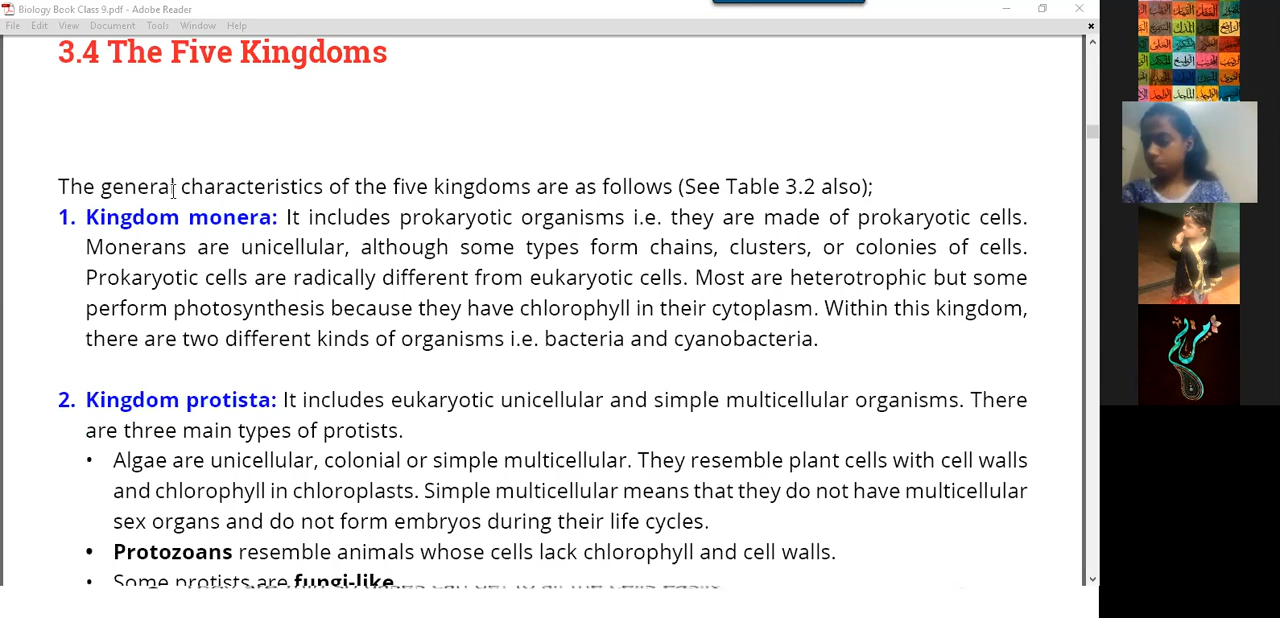 Biology Book Class 9.pdf - Adobe Reader
File Edit View Document Tools Window Help
3.4 The Five Kingdoms
The general characteristics of the five kingdoms are as follows (See Table 3.2 also);
1. Kingdom monera: It includes prokaryotic organisms i.e. they are made of prokaryotic cells.
Monerans are unicellular, although some types form chains, clusters, or colonies of cells.
Prokaryotic cells are radically different from eukaryotic cells. Most are heterotrophic but some
perform photosynthesis because they have chlorophyll in their cytoplasm. Within this kingdom,
there are two different kinds of organisms i.e. bacteria and cyanobacteria.
2. Kingdom protista: It includes eukaryotic unicellular and simple multicellular organisms. There
are three main types of protists.
• Algae are unicellular, colonial or simple multicellular. They resemble plant cells with cell walls
and chlorophyll in chloroplasts. Simple multicellular means that they do not have multicellular
sex organs and do not form embryos during their life cycles.
• Protozoans resemble animals whose cells lack chlorophyll and cell walls.
• Some protists are fungi-like.